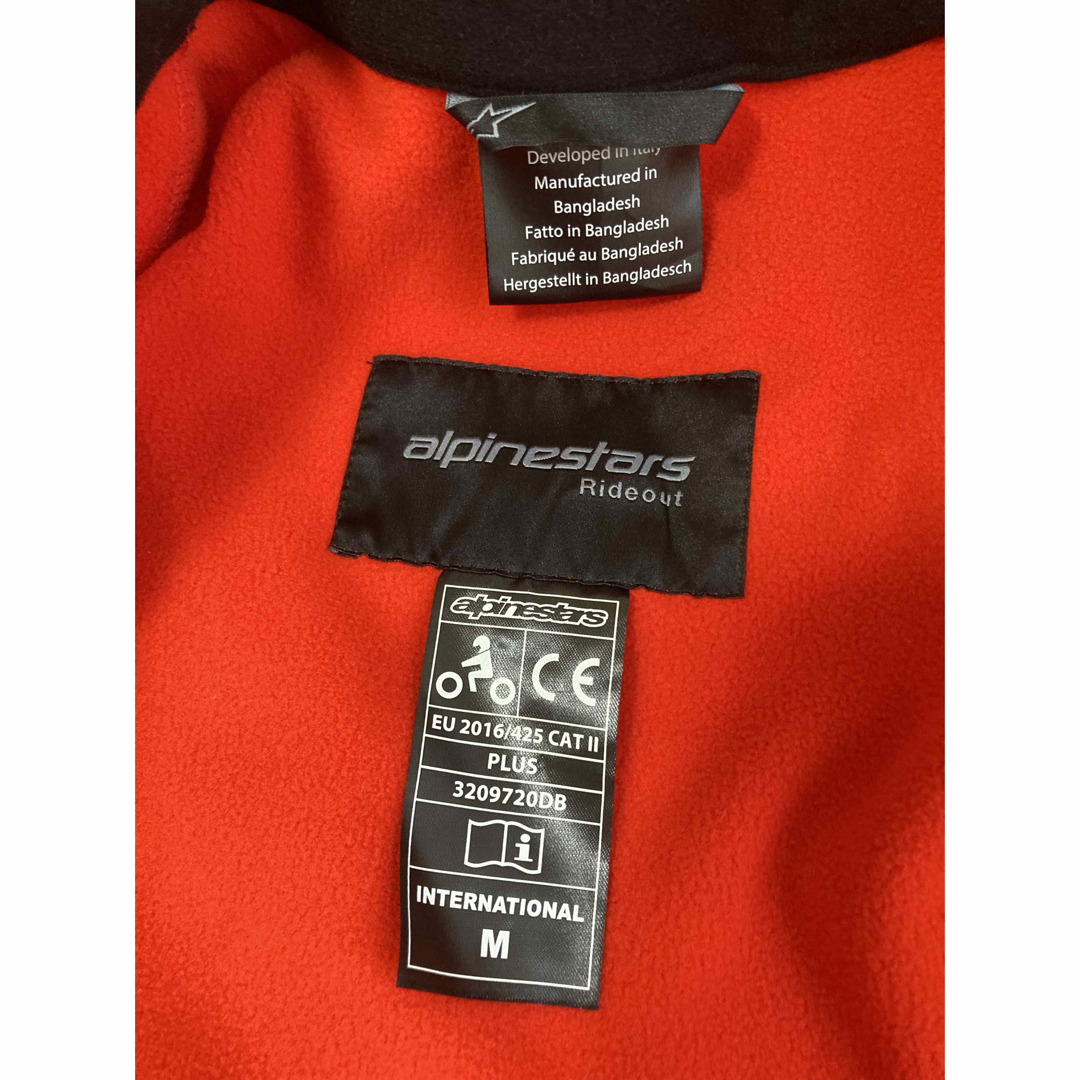 Developed in Italy
Manufactured in
Bangladesh
Fatto in Bangladesh
Fabriqué au Bangladesh
Hergestellt in Bangladesch
alpinestars
Rideout
alpinestars
CE
EU 2016/425 CAT II
PLUS
3209720DB
i
INTERNATIONAL
M